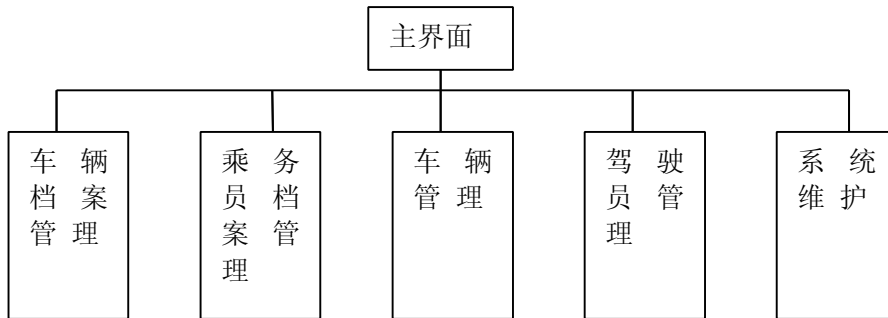 主界面
车辆
档案
管理
乘务
员档
案管
理
车辆
管理
驾驶
员管
理
系统
维护